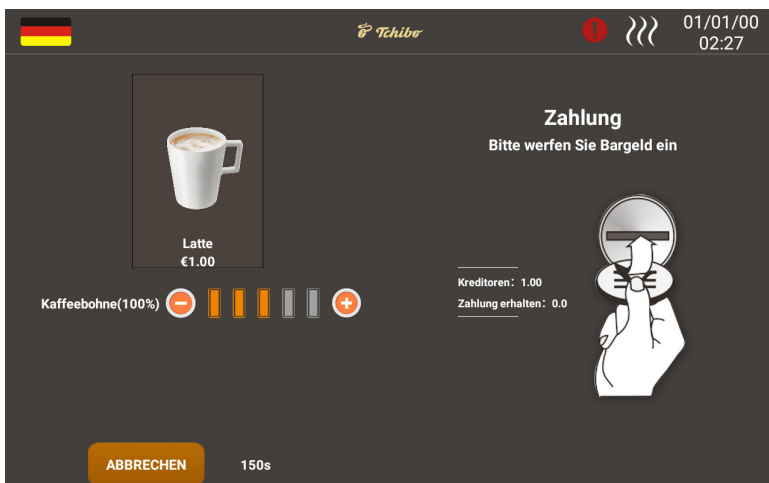 Tchibo
01/01/00
02:27
Latte
€1.00
Kaffeebohne(100%)
ABBRECHEN
150s
Zahlung
Bitte werfen Sie Bargeld ein
Kreditoren: 1.00
Zahlung erhalten: 0.0